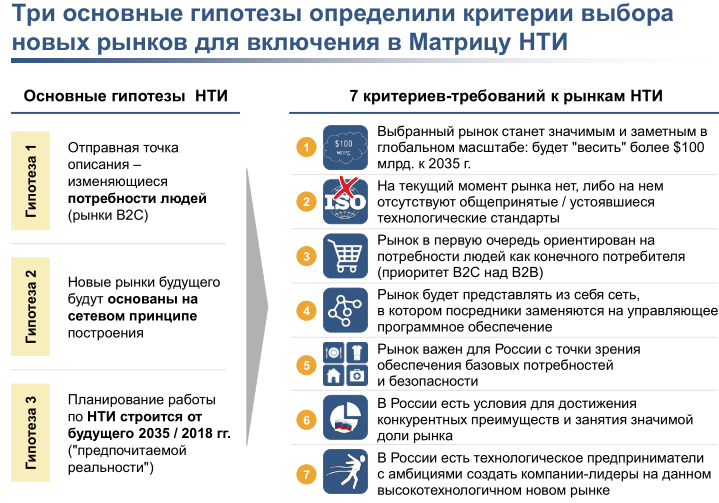 Три основные гипотезы определили критерии выбора
новых рынков для включения в Матрицу НТИ
Основные гипотезы НТИ
Гипотеза 1
Отправная точка
описания –
изменяющиеся
потребности людей
(рынки B2C)
Гипотеза 2
Новые рынки будущего
будут основаны на
сетевом принципе
построения
Гипотеза 3
Планирование работы
по НТИ строится от
будущего 2035 / 2018 гг.
("предпочитаемой
реальности")
7 критериев-требований к рынкам НТИ
1
$100
МЛРД.
Выбранный рынок станет значимым и заметным в
глобальном масштабе: будет "весить" более $100
млрд. к 2035 г.
2
ISO
На текущий момент рынка нет, либо на нем
отсутствуют общепринятые / устоявшиеся
технологические стандарты
3
Рынок в первую очередь ориентирован на
потребности людей как конечного потребителя
(приоритет B2C над B2B)
4
Рынок будет представлять из себя сеть,
в котором посредники заменяются на управляющее
программное обеспечение
5
Рынок важен для России с точки зрения
обеспечения базовых потребностей
и безопасности
6
В России есть условия для достижения
конкурентных преимуществ и занятия значимой
доли рынка
7
В России есть технологическое предприниматели
с амбициями создать компании-лидеры на данном
высокотехнологичном новом рынке